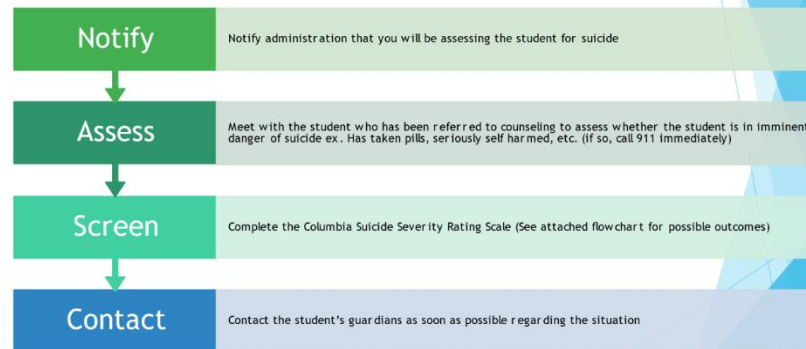 Notify
Notify administration that you will be assessing the student for suicide
Assess
Meet with the student who has been referred to counseling to assess whether the student is in imminent
danger of suicide ex. Has taken pills, seriously self harmed, etc. (if so, call 911 immediately)
Screen
Complete the Columbia Suicide Severity Rating Scale (See attached flowchart for possible outcomes)
Contact
Contact the student's guardians as soon as possible regarding the situation